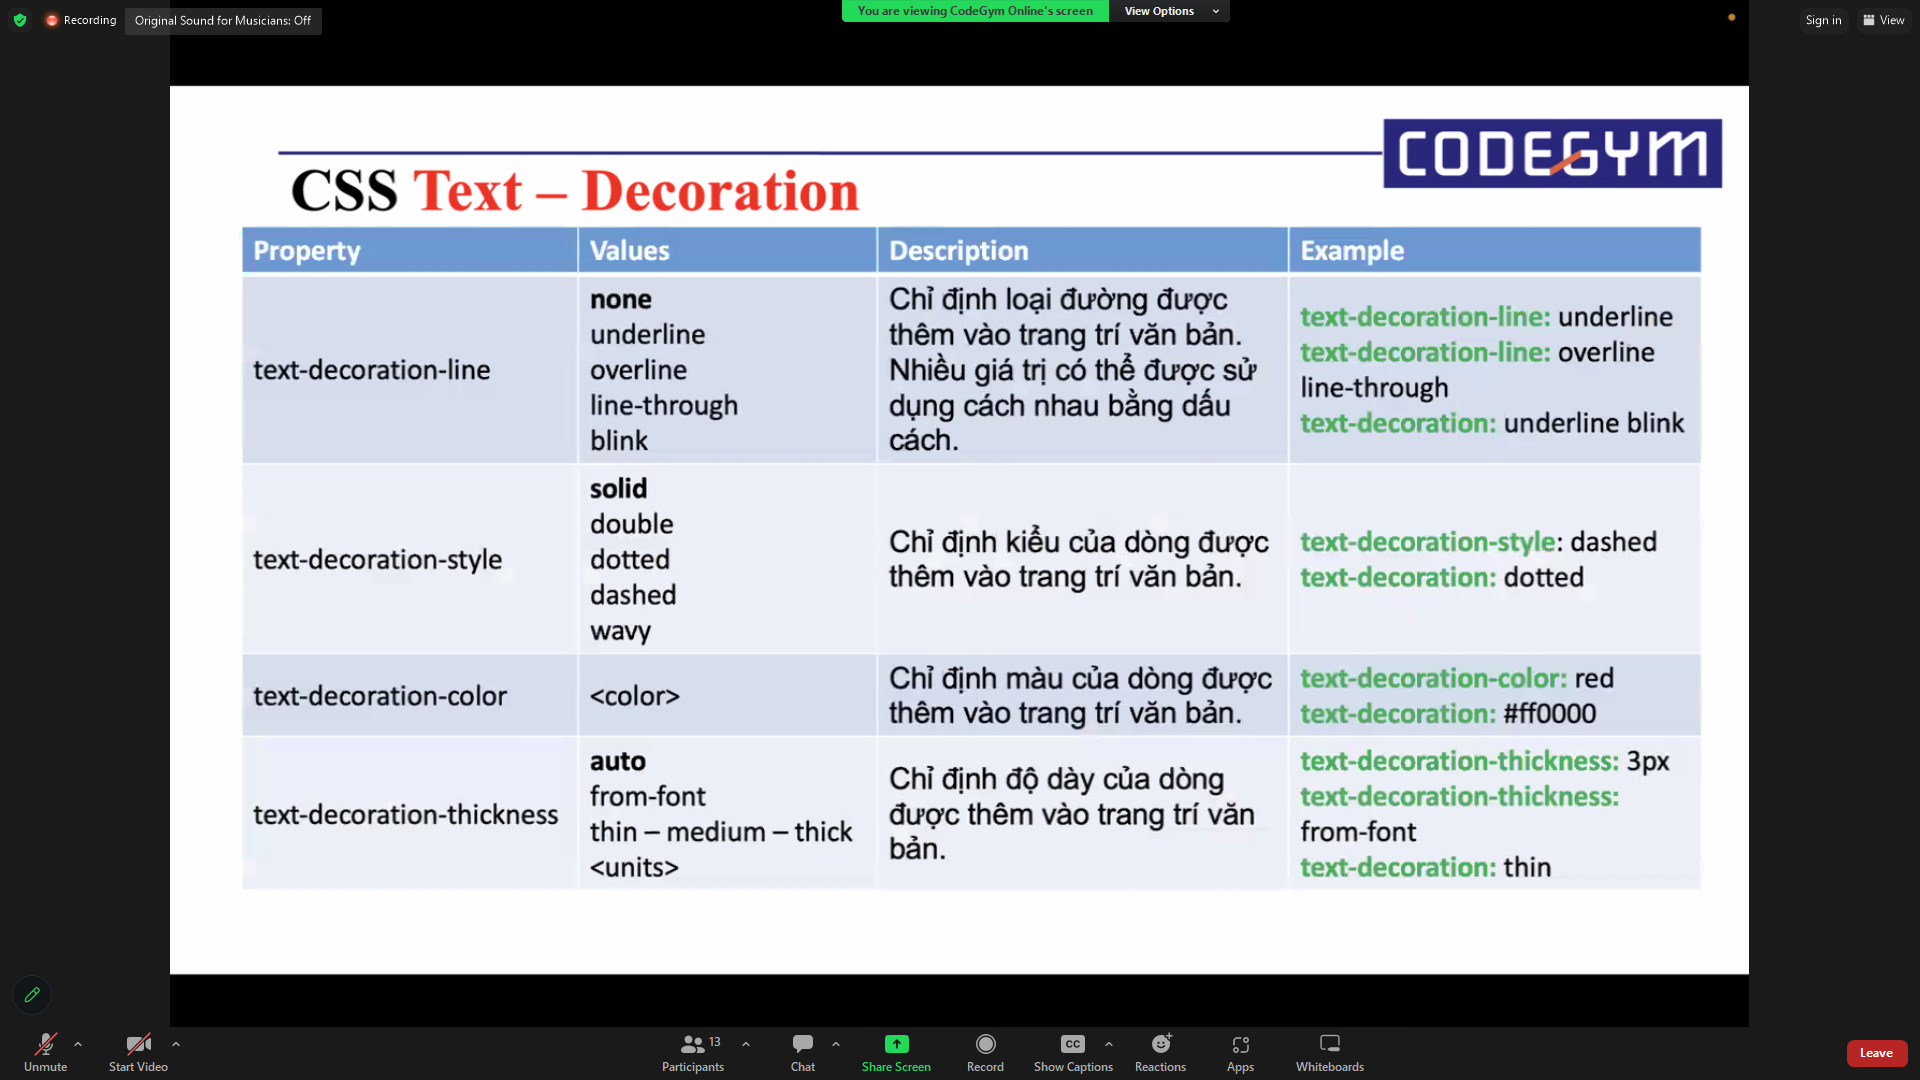 Recording
Original Sound for Musicians: Off
You are viewing CodeGym Online's screen
View Options
Sign in
View
CODEGYM
CSS Text – Decoration
Property
Values
Description
Example
text-decoration-line
none
underline
overline
line-through
blink
Chỉ định loại đường được
thêm vào trang trí văn bản.
Nhiều giá trị có thể được sử
dụng cách nhau bằng dấu
cách.
text-decoration-line: underline
text-decoration-line: overline
line-through
text-decoration: underline blink
text-decoration-style
solid
double
dotted
dashed
wavy
Chỉ định kiểu của dòng được
thêm vào trang trí văn bản.
text-decoration-style: dashed
text-decoration: dotted
text-decoration-color
<color>
Chỉ định màu của dòng được
thêm vào trang trí văn bản.
text-decoration-color: red
text-decoration: #ff0000
text-decoration-thickness
auto
from-font
thin – medium – thick
<units>
Chỉ định độ dày của dòng
được thêm vào trang trí văn
bản.
text-decoration-thickness: 3px
text-decoration-thickness:
from-font
text-decoration: thin
Unmute
Start Video
13
Participants
Chat
Share Screen
Record
CC
Show Captions
Reactions
Apps
Whiteboards
Leave